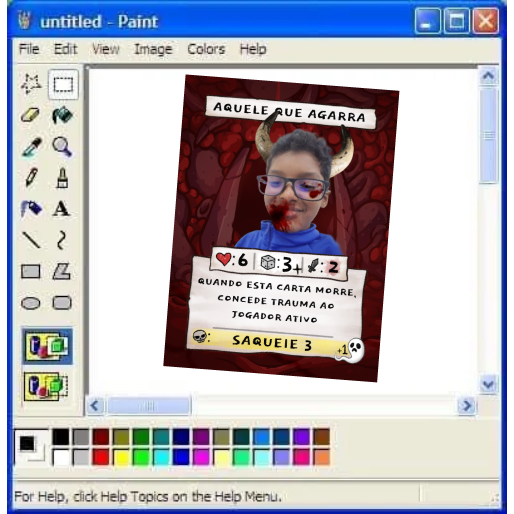 untitled - Paint
File Edit View Image Colors Help
AQUELE QUE AGARRA
:6 :3+ :2
QUANDO ESTA CARTA MORRE,
CONCEDE TRAUMA AO
JOGADOR ATIVO
: SAQUEIE 3 +1
A
For Help, click Help Topics on the Help Menu.